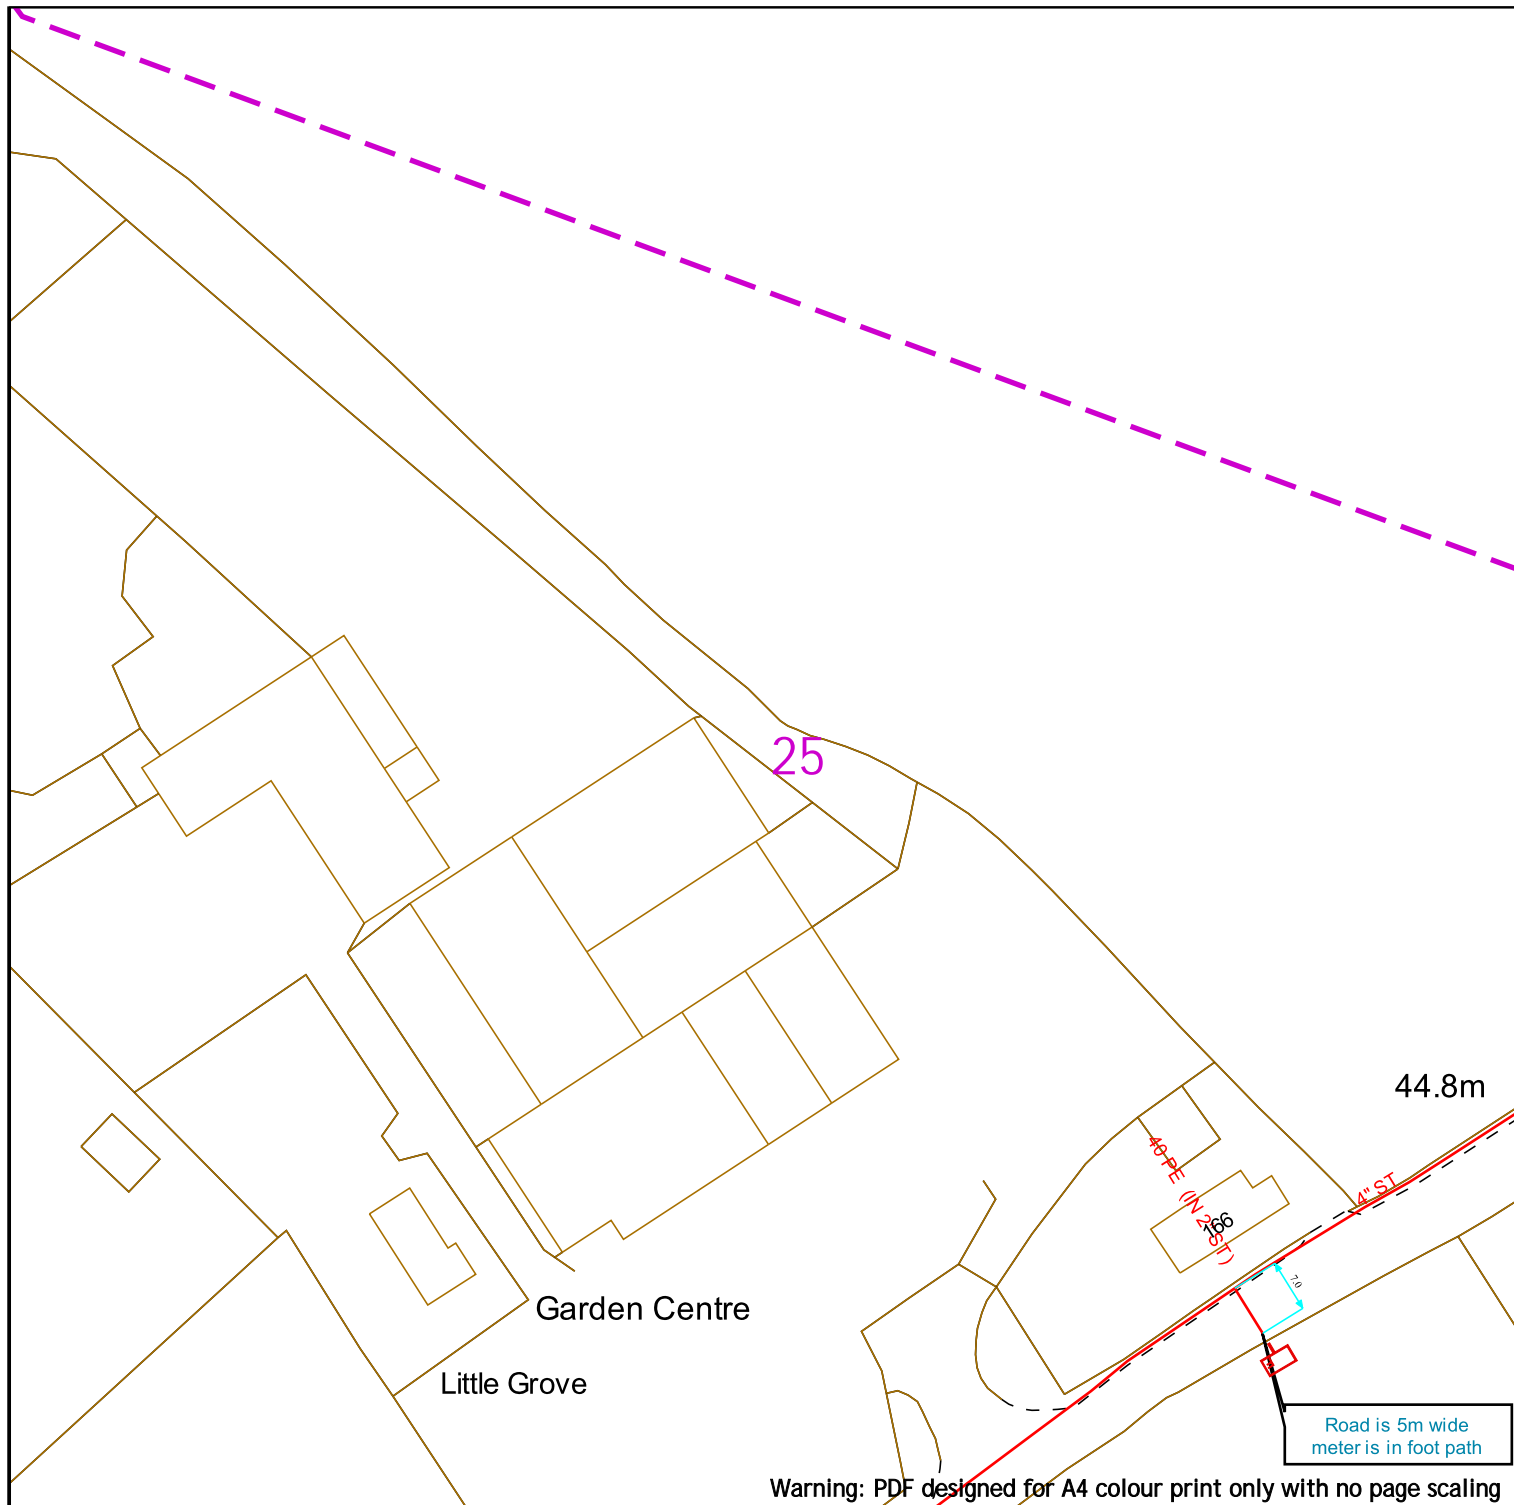 25
44.8m
40 PE (IN 2" ST)
4" ST
166
7.0
Garden Centre
Little Grove
Road is 5m wide
meter is in foot path
Warning: PDF designed for A4 colour print only with no page scaling